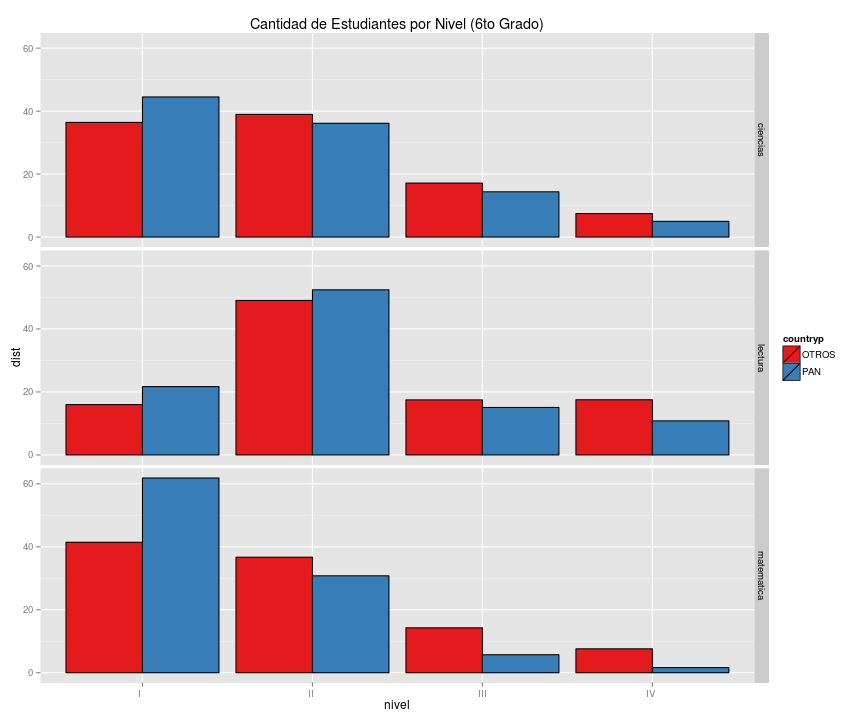 Cantidad de Estudiantes por Nivel (6to Grado)
60
40
20
0
ciencias
60
40
20
0
lectura
60
40
20
0
matematica
dist
I
II
III
IV
nivel
countryp
OTROS
PAN